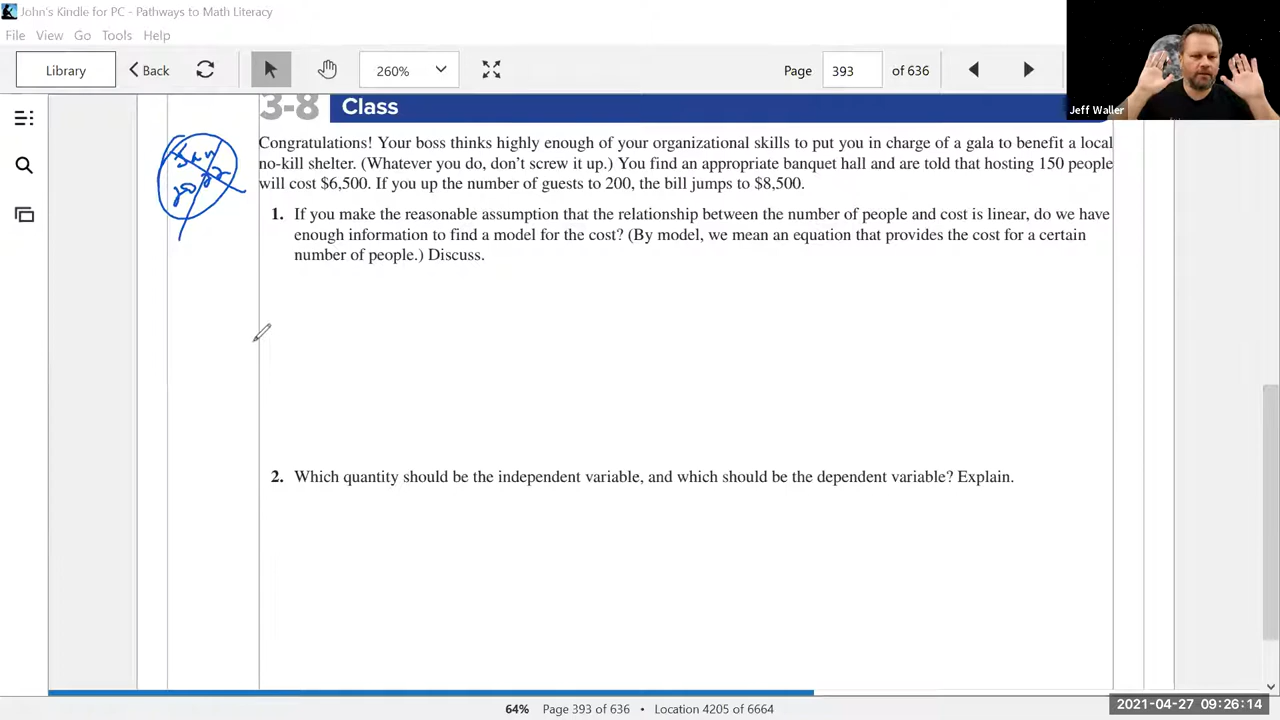 John's Kindle for PC - Pathways to Math Literacy
File View Go Tools Help
Library Back 260% Page 393 of 636
Jeff Waller
3-8 Class
Congratulations! Your boss thinks highly enough of your organizational skills to put you in charge of a gala to benefit a local
no-kill shelter. (Whatever you do, don't screw it up.) You find an appropriate banquet hall and are told that hosting 150 people
will cost $6,500. If you up the number of guests to 200, the bill jumps to $8,500.
1. If you make the reasonable assumption that the relationship between the number of people and cost is linear, do we have
enough information to find a model for the cost? (By model, we mean an equation that provides the cost for a certain
number of people.) Discuss.
2. Which quantity should be the independent variable, and which should be the dependent variable? Explain.
64% Page 393 of 636 • Location 4205 of 6664
2021-04-27 09:26:14